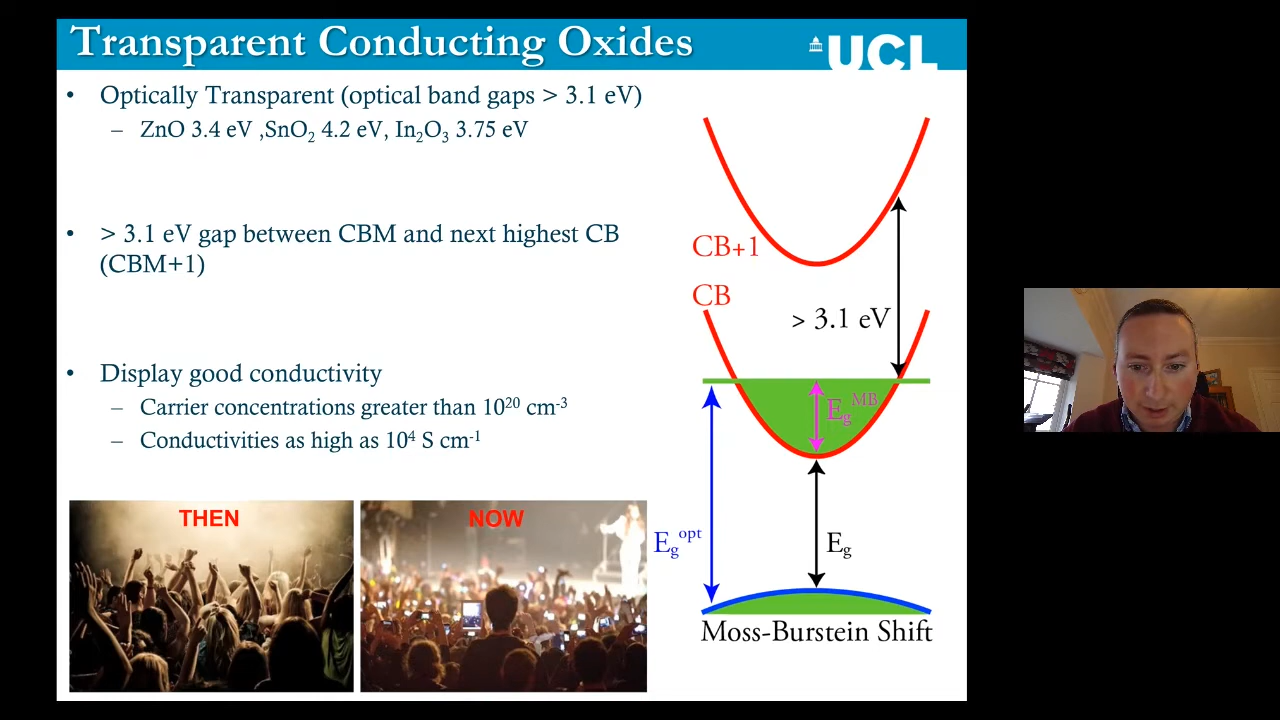 Transparent Conducting Oxides
UCL
• Optically Transparent (optical band gaps > 3.1 eV)
– ZnO 3.4 eV ,SnO₂ 4.2 eV, In₂O₃ 3.75 eV
• > 3.1 eV gap between CBM and next highest CB
(CBM+1)
• Display good conductivity
– Carrier concentrations greater than 10²⁰ cm⁻³
– Conductivities as high as 10⁴ S cm⁻¹
THEN
NOW
CB+1
CB
> 3.1 eV
E_g^MB
E_g^opt
E_g
Moss-Burstein Shift